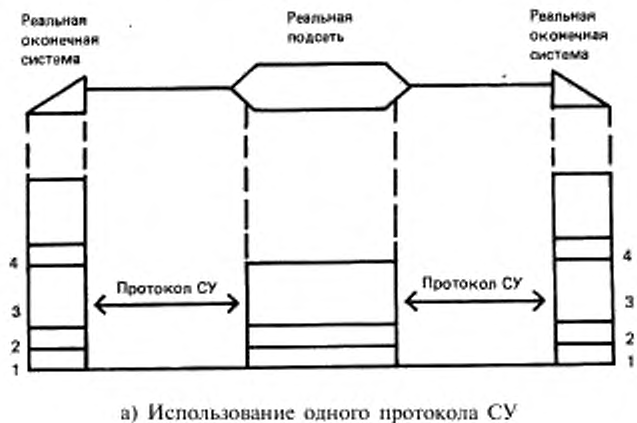 Реальная
оконечная
система
Реальная
подсеть
Реальная
оконечная
система
4
3
2
1
Протокол СУ
Протокол СУ
4
3
2
1
а) Использование одного протокола СУ